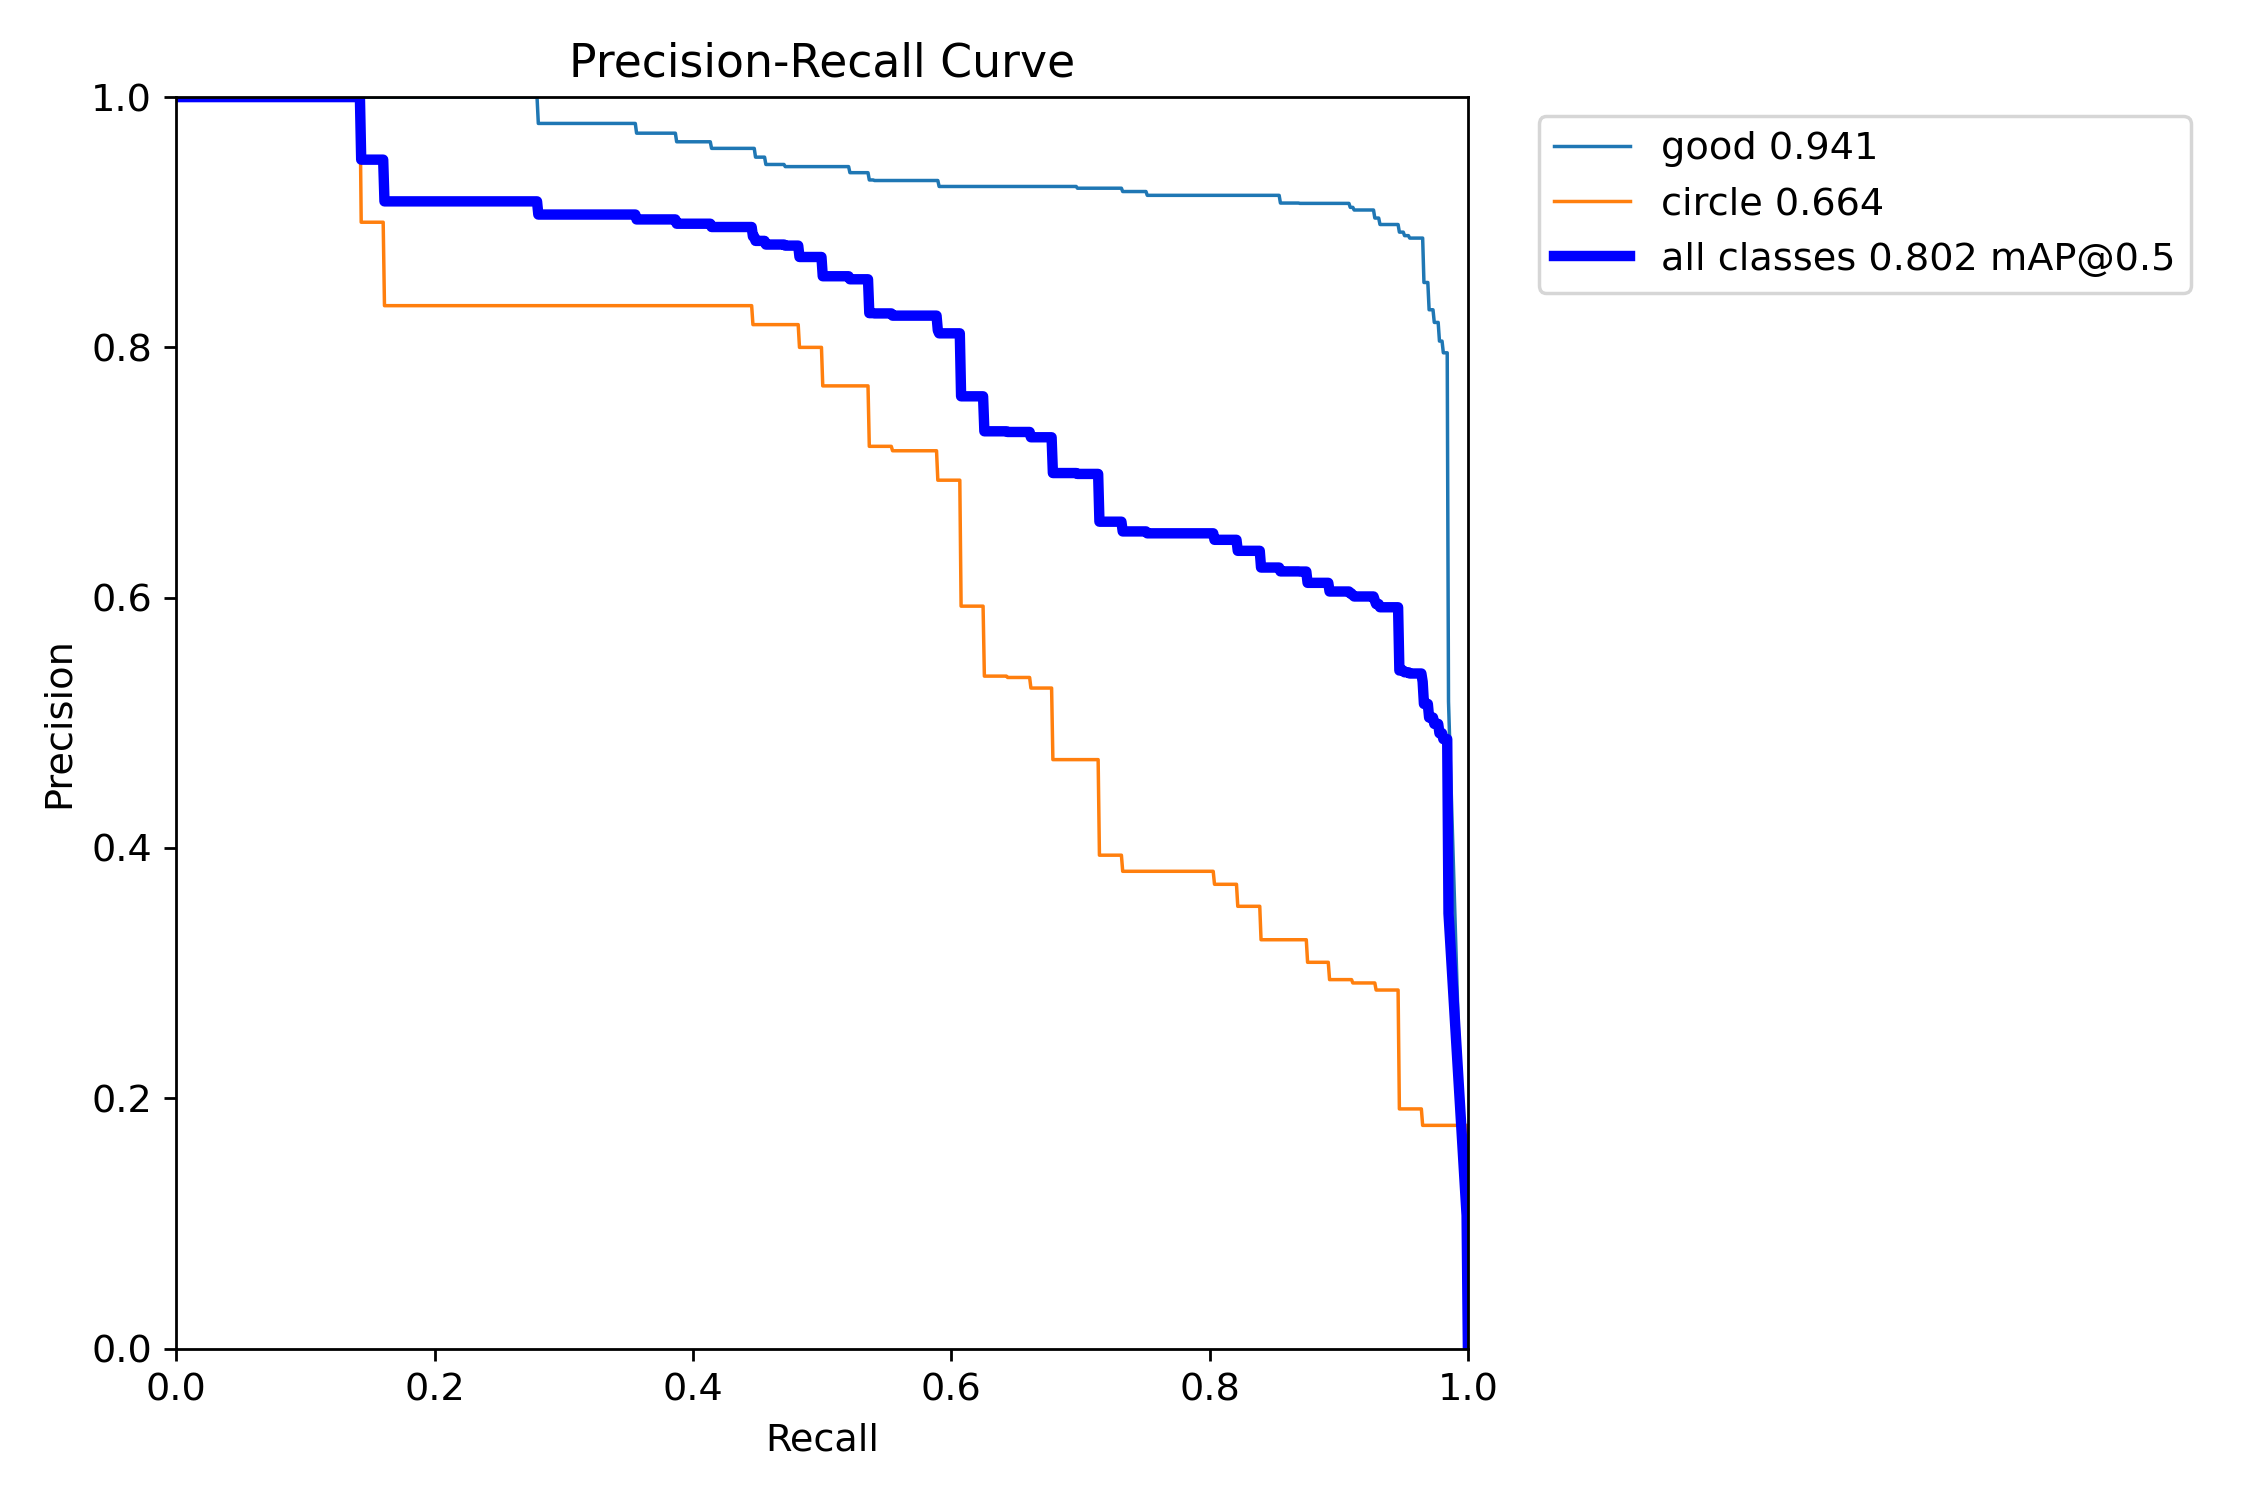 Precision-Recall Curve
good 0.941
circle 0.664
all classes 0.802 mAP@0.5
Precision
1.0
0.8
0.6
0.4
0.2
0.0
0.0 0.2 0.4 0.6 0.8 1.0
Recall